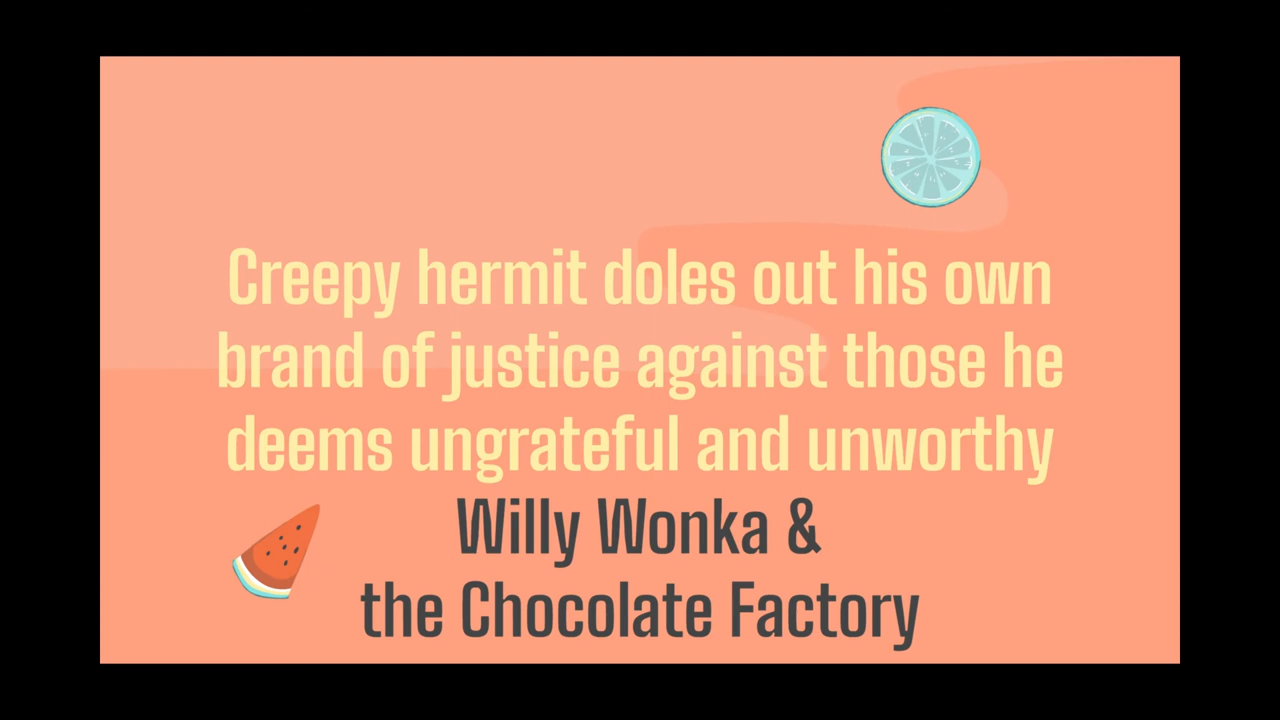 Creepy hermit doles out his own
brand of justice against those he
deems ungrateful and unworthy
Willy Wonka &
the Chocolate Factory